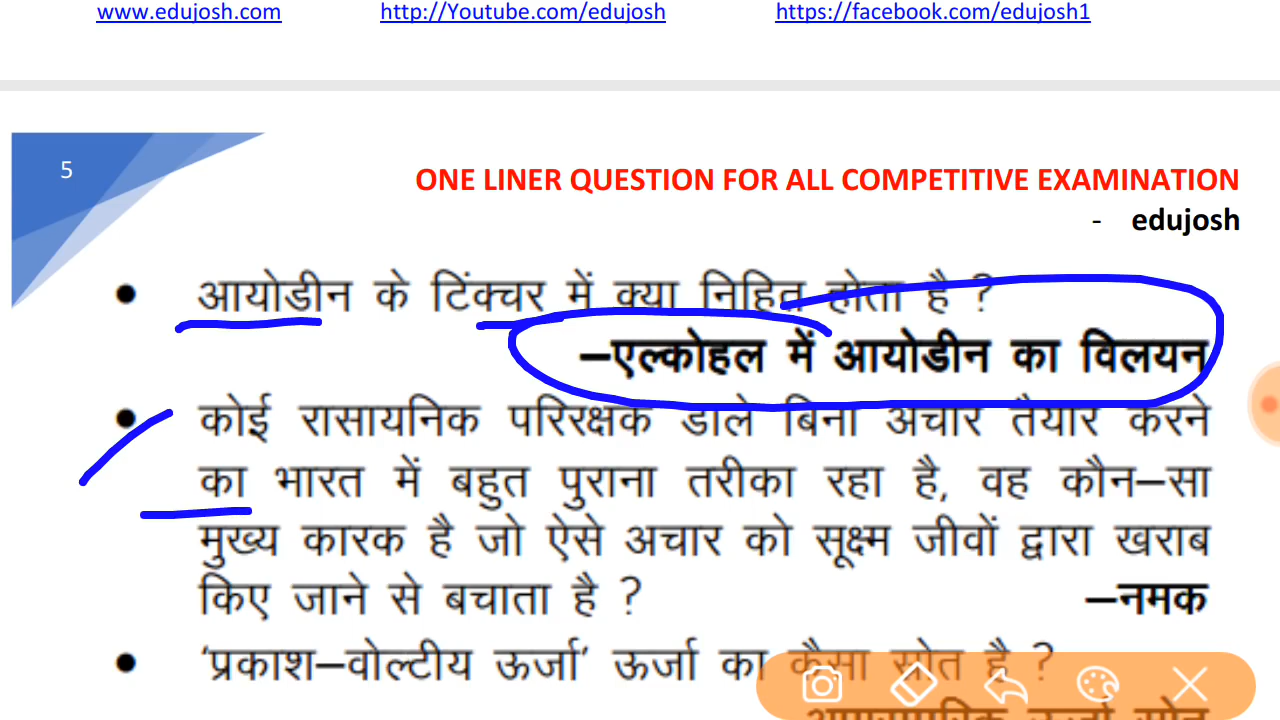 www.edujosh.com http://Youtube.com/edujosh https://facebook.com/edujosh1
5
ONE LINER QUESTION FOR ALL COMPETITIVE EXAMINATION
- edujosh
• आयोडीन के टिंक्चर में क्या निहित होता है ?
–एल्कोहल में आयोडीन का विलयन
• कोई रासायनिक परिरक्षक डाले बिना अचार तैयार करने
का भारत में बहुत पुराना तरीका रहा है, वह कौन–सा
मुख्य कारक है जो ऐसे अचार को सूक्ष्म जीवों द्वारा खराब
किए जाने से बचाता है ? –नमक
• ‘प्रकाश–वोल्टीय ऊर्जा’ ऊर्जा का कैसा स्रोत है ?